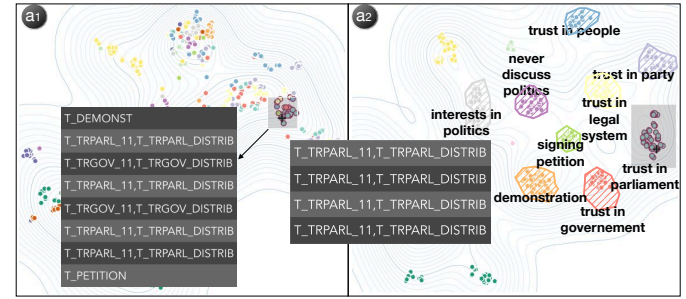 a1
T_DEMONST
T_TRPARL_11,T_TRPARL_DISTRIB
T_TRGOV_11,T_TRGOV_DISTRIB
T_TRPARL_11,T_TRPARL_DISTRIB
T_TRGOV_11,T_TRGOV_DISTRIB
T_TRPARL_11,T_TRPARL_DISTRIB
T_TRPARL_11,T_TRPARL_DISTRIB
T_PETITION
T_TRPARL_11,T_TRPARL_DISTRIB
T_TRPARL_11,T_TRPARL_DISTRIB
T_TRPARL_11,T_TRPARL_DISTRIB
T_TRPARL_11,T_TRPARL_DISTRIB
a2
trust in people
never
discuss
politics
trust in party
interests in
politics
trust in
legal
system
signing
petition
trust in
parliament
demonstration
trust in
governement